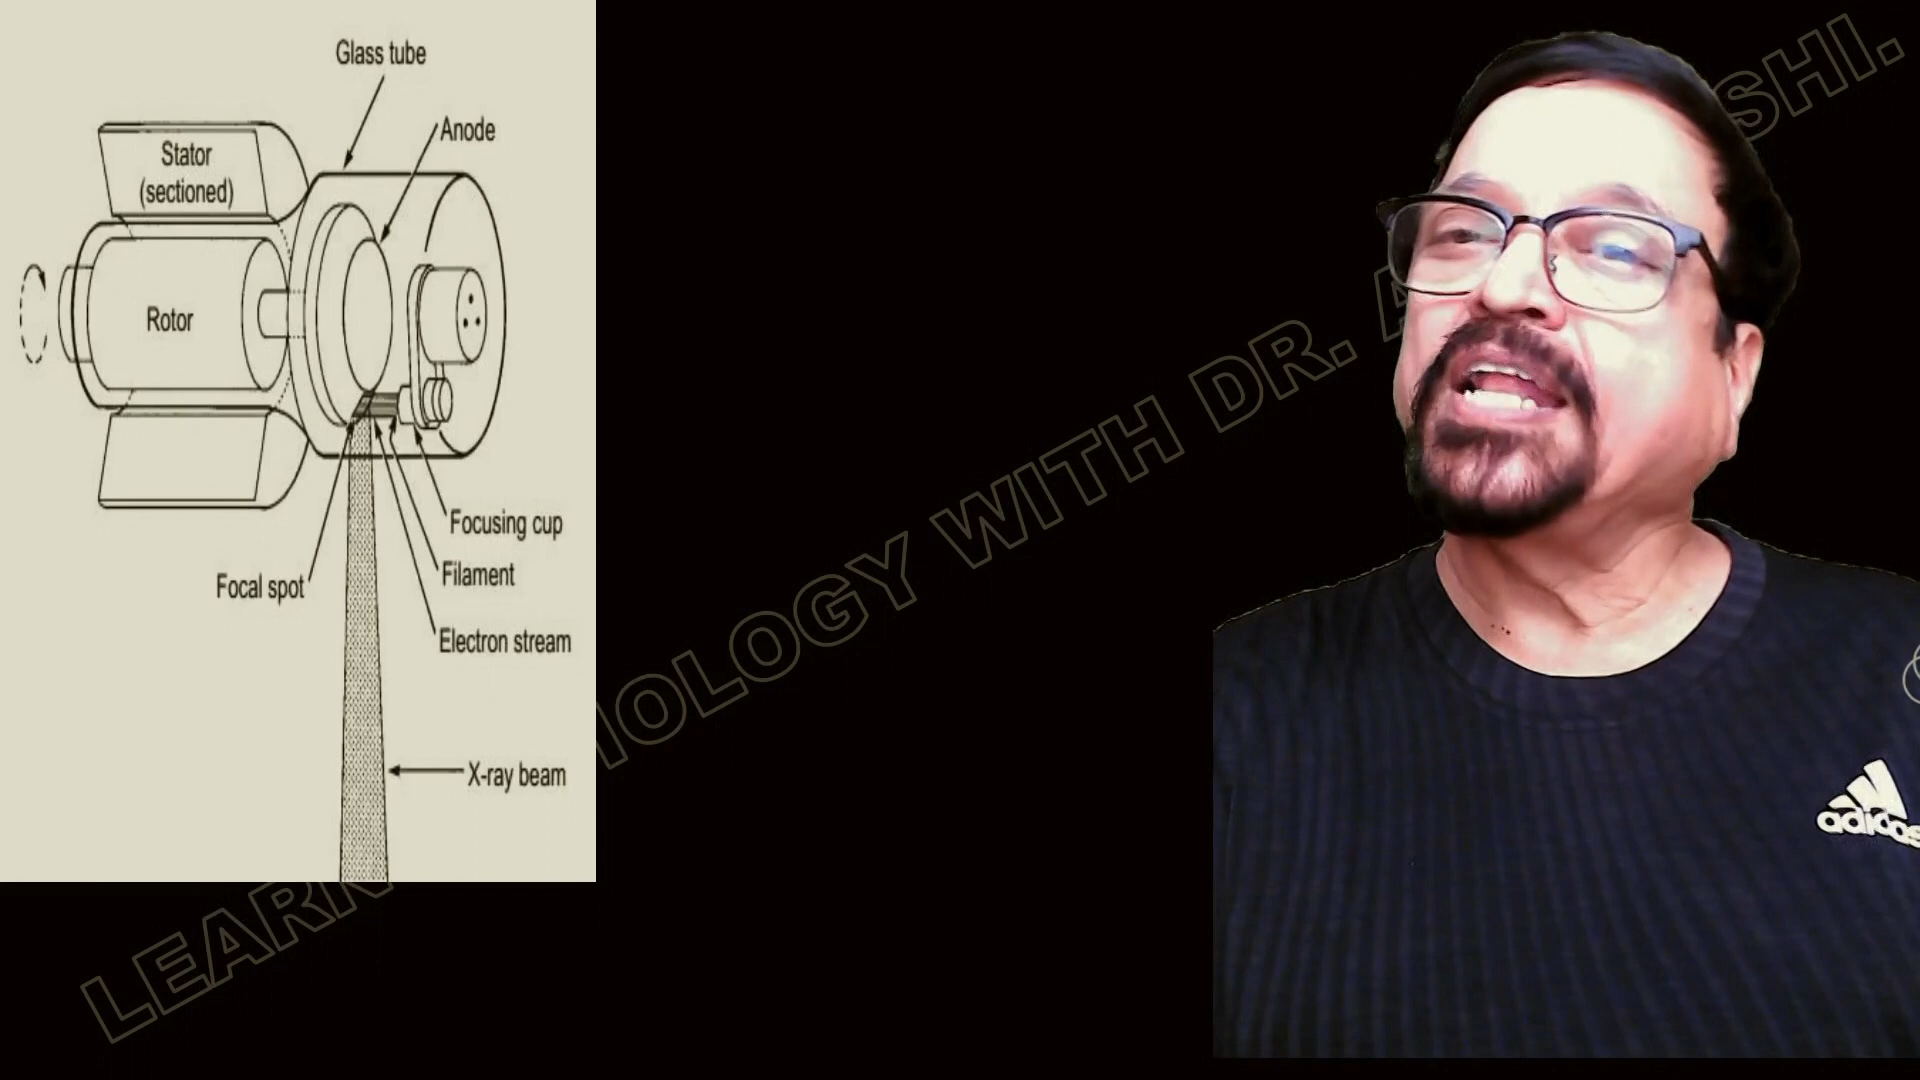 Glass tube
Anode
Stator
(sectioned)
Rotor
Focusing cup
Filament
Focal spot
Electron stream
X-ray beam
LEARN WITH DR. SHI.
adidas